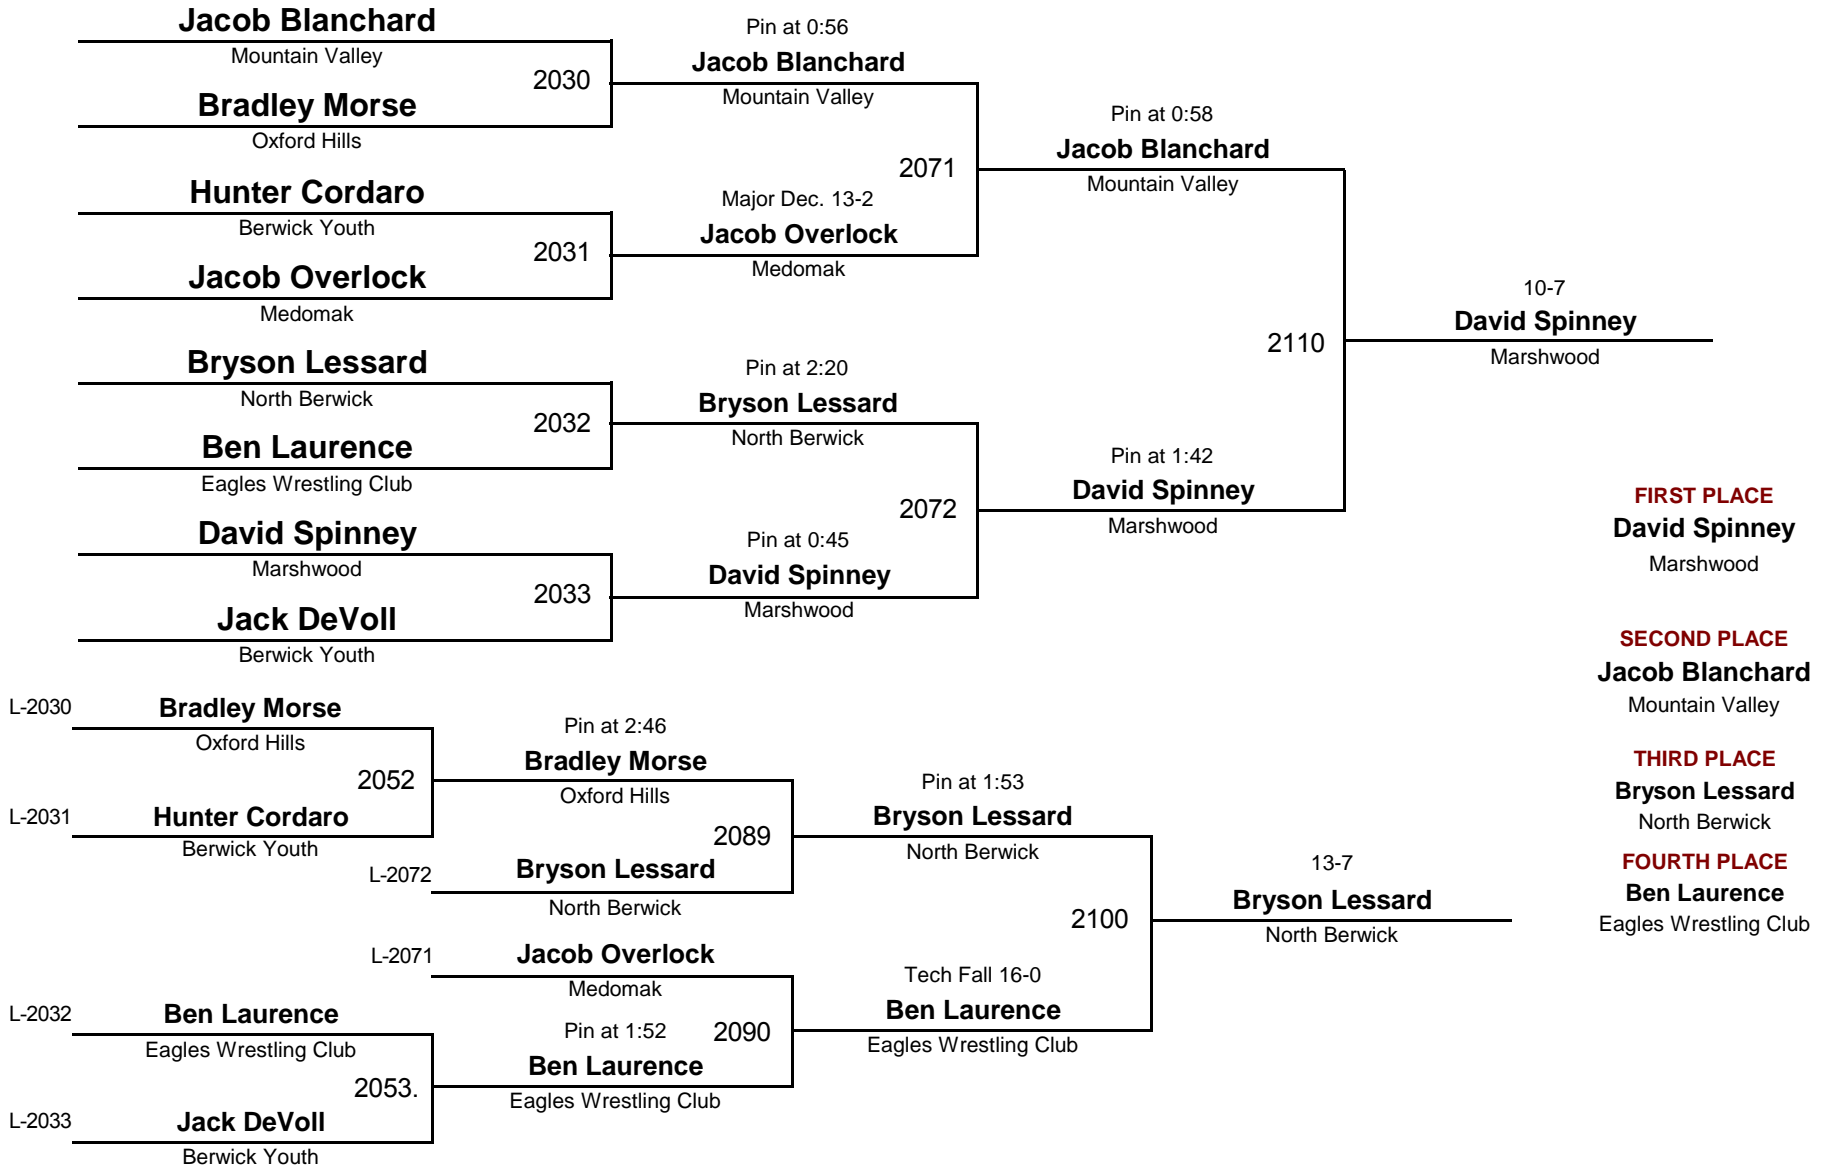 Jacob Blanchard
Mountain Valley
2030
Bradley Morse
Oxford Hills
Hunter Cordaro
Berwick Youth
2031
Jacob Overlock
Medomak
Bryson Lessard
North Berwick
2032
Ben Laurence
Eagles Wrestling Club
David Spinney
Marshwood
2033
Jack DeVoll
Berwick Youth
Pin at 0:56
Jacob Blanchard
Mountain Valley
2071
Major Dec. 13-2
Jacob Overlock
Medomak
Pin at 2:20
Bryson Lessard
North Berwick
2072
Pin at 0:45
David Spinney
Marshwood
Pin at 0:58
Jacob Blanchard
Mountain Valley
2110
Pin at 1:42
David Spinney
Marshwood
10-7
David Spinney
Marshwood
L-2030
Bradley Morse
Oxford Hills
2052
L-2031
Hunter Cordaro
Berwick Youth
Pin at 2:46
Bradley Morse
Oxford Hills
2089
L-2072
Bryson Lessard
North Berwick
L-2071
Jacob Overlock
Medomak
2090
L-2032
Ben Laurence
Eagles Wrestling Club
2053.
L-2033
Jack DeVoll
Berwick Youth
Pin at 1:52
Ben Laurence
Eagles Wrestling Club
Pin at 1:53
Bryson Lessard
North Berwick
2100
Tech Fall 16-0
Ben Laurence
Eagles Wrestling Club
13-7
Bryson Lessard
North Berwick
FIRST PLACE
David Spinney
Marshwood
SECOND PLACE
Jacob Blanchard
Mountain Valley
THIRD PLACE
Bryson Lessard
North Berwick
FOURTH PLACE
Ben Laurence
Eagles Wrestling Club